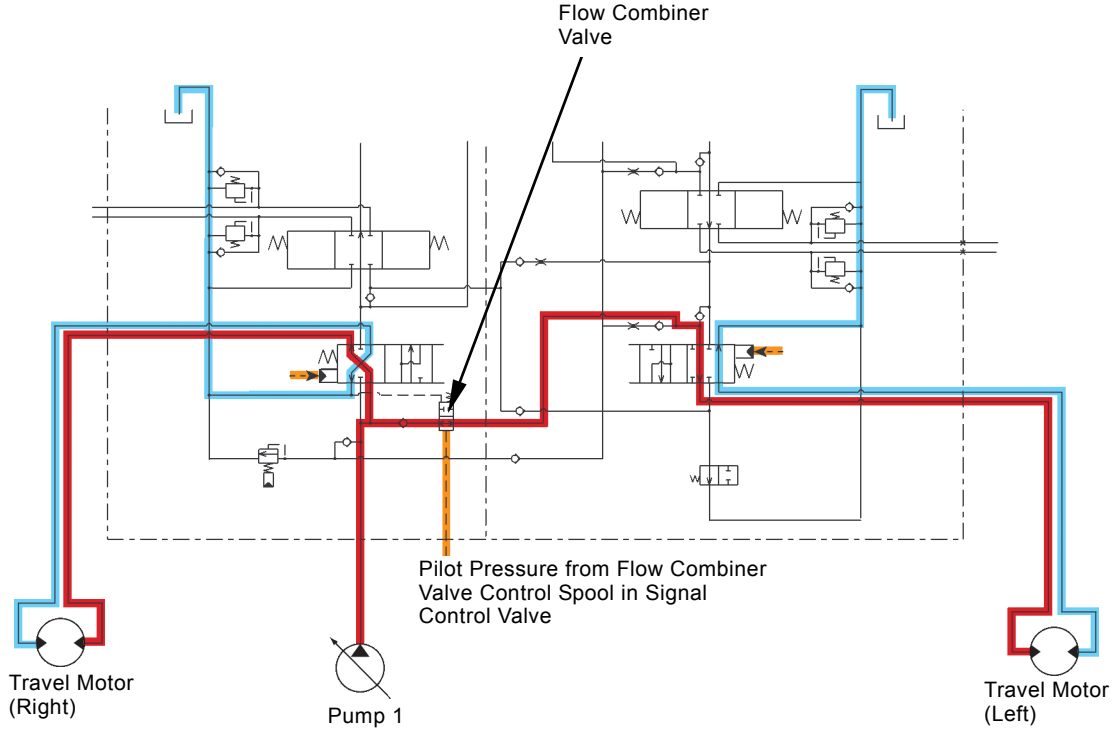 Flow Combiner
Valve
Pilot Pressure from Flow Combiner
Valve Control Spool in Signal
Control Valve
Travel Motor
(Right)
Pump 1
Travel Motor
(Left)